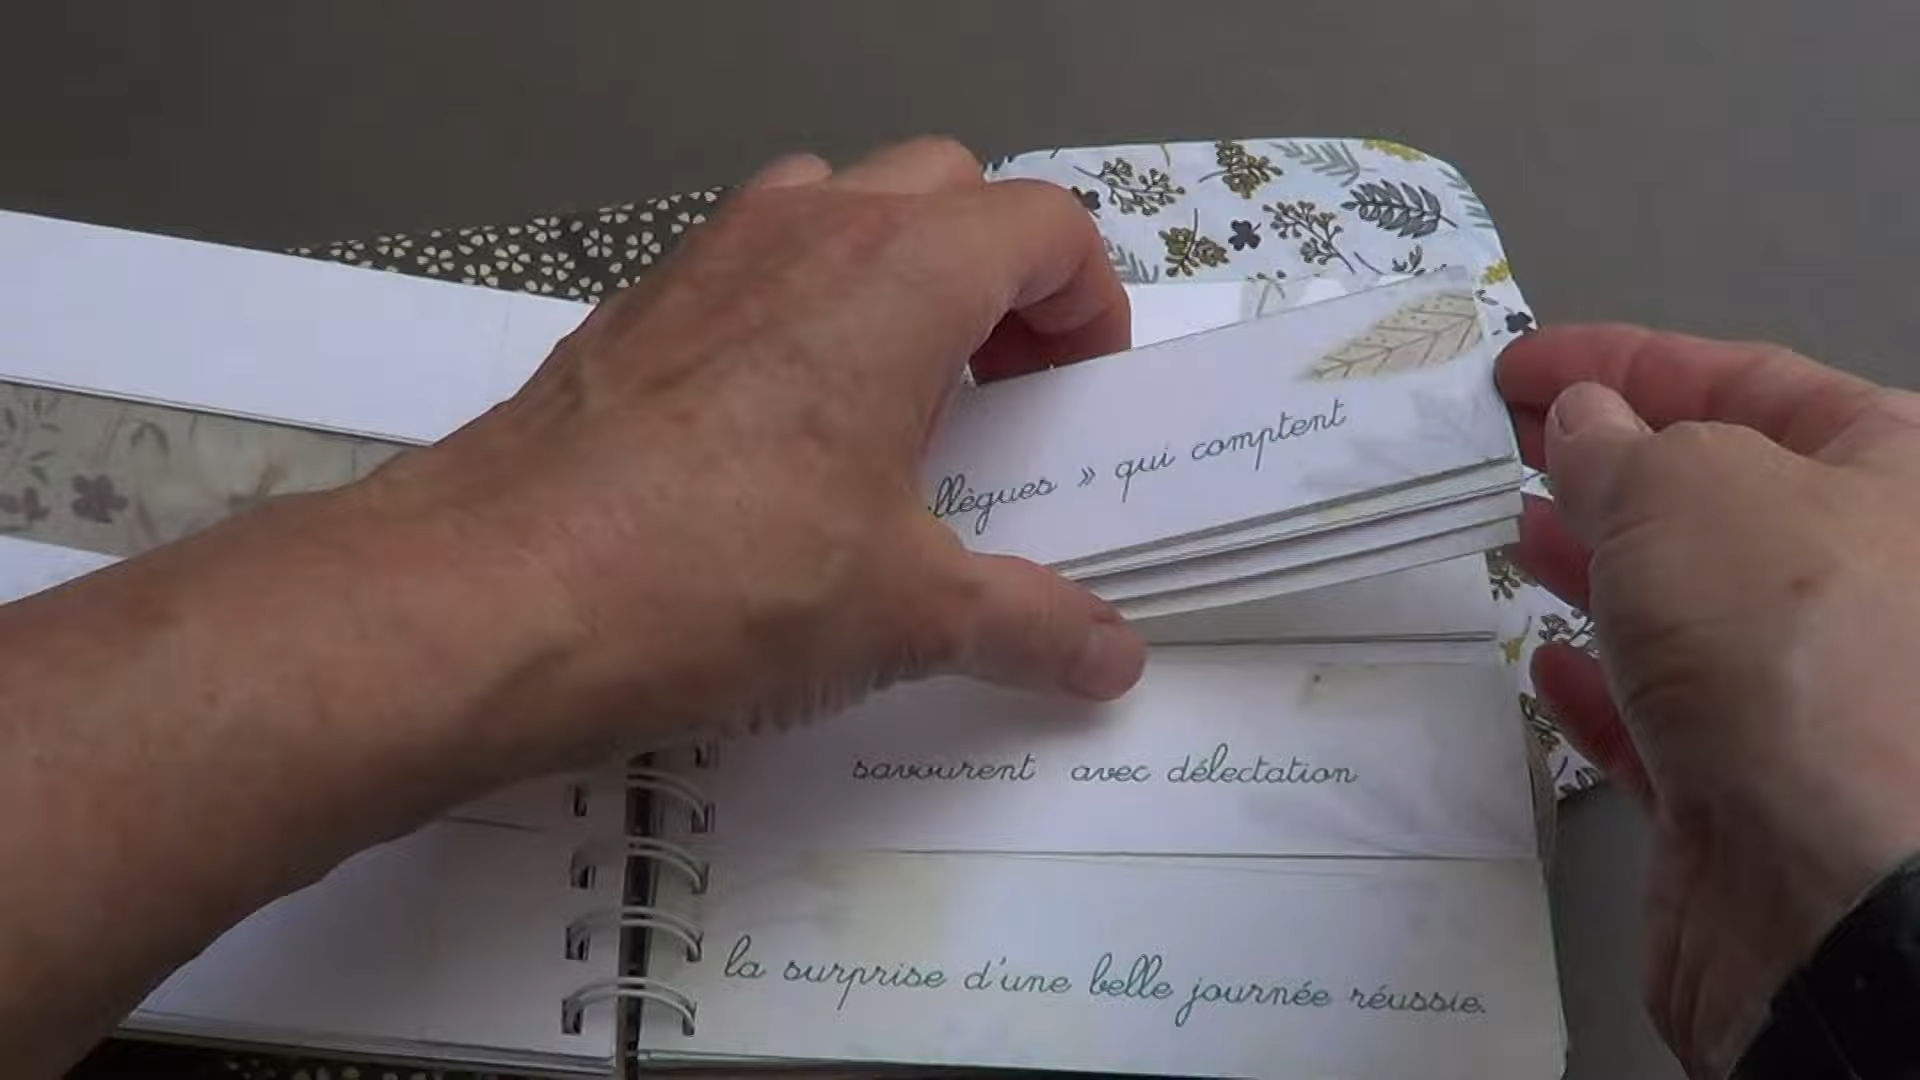 llègues » qui comptent
savourent avec délectation
la surprise d'une belle journée réussie.